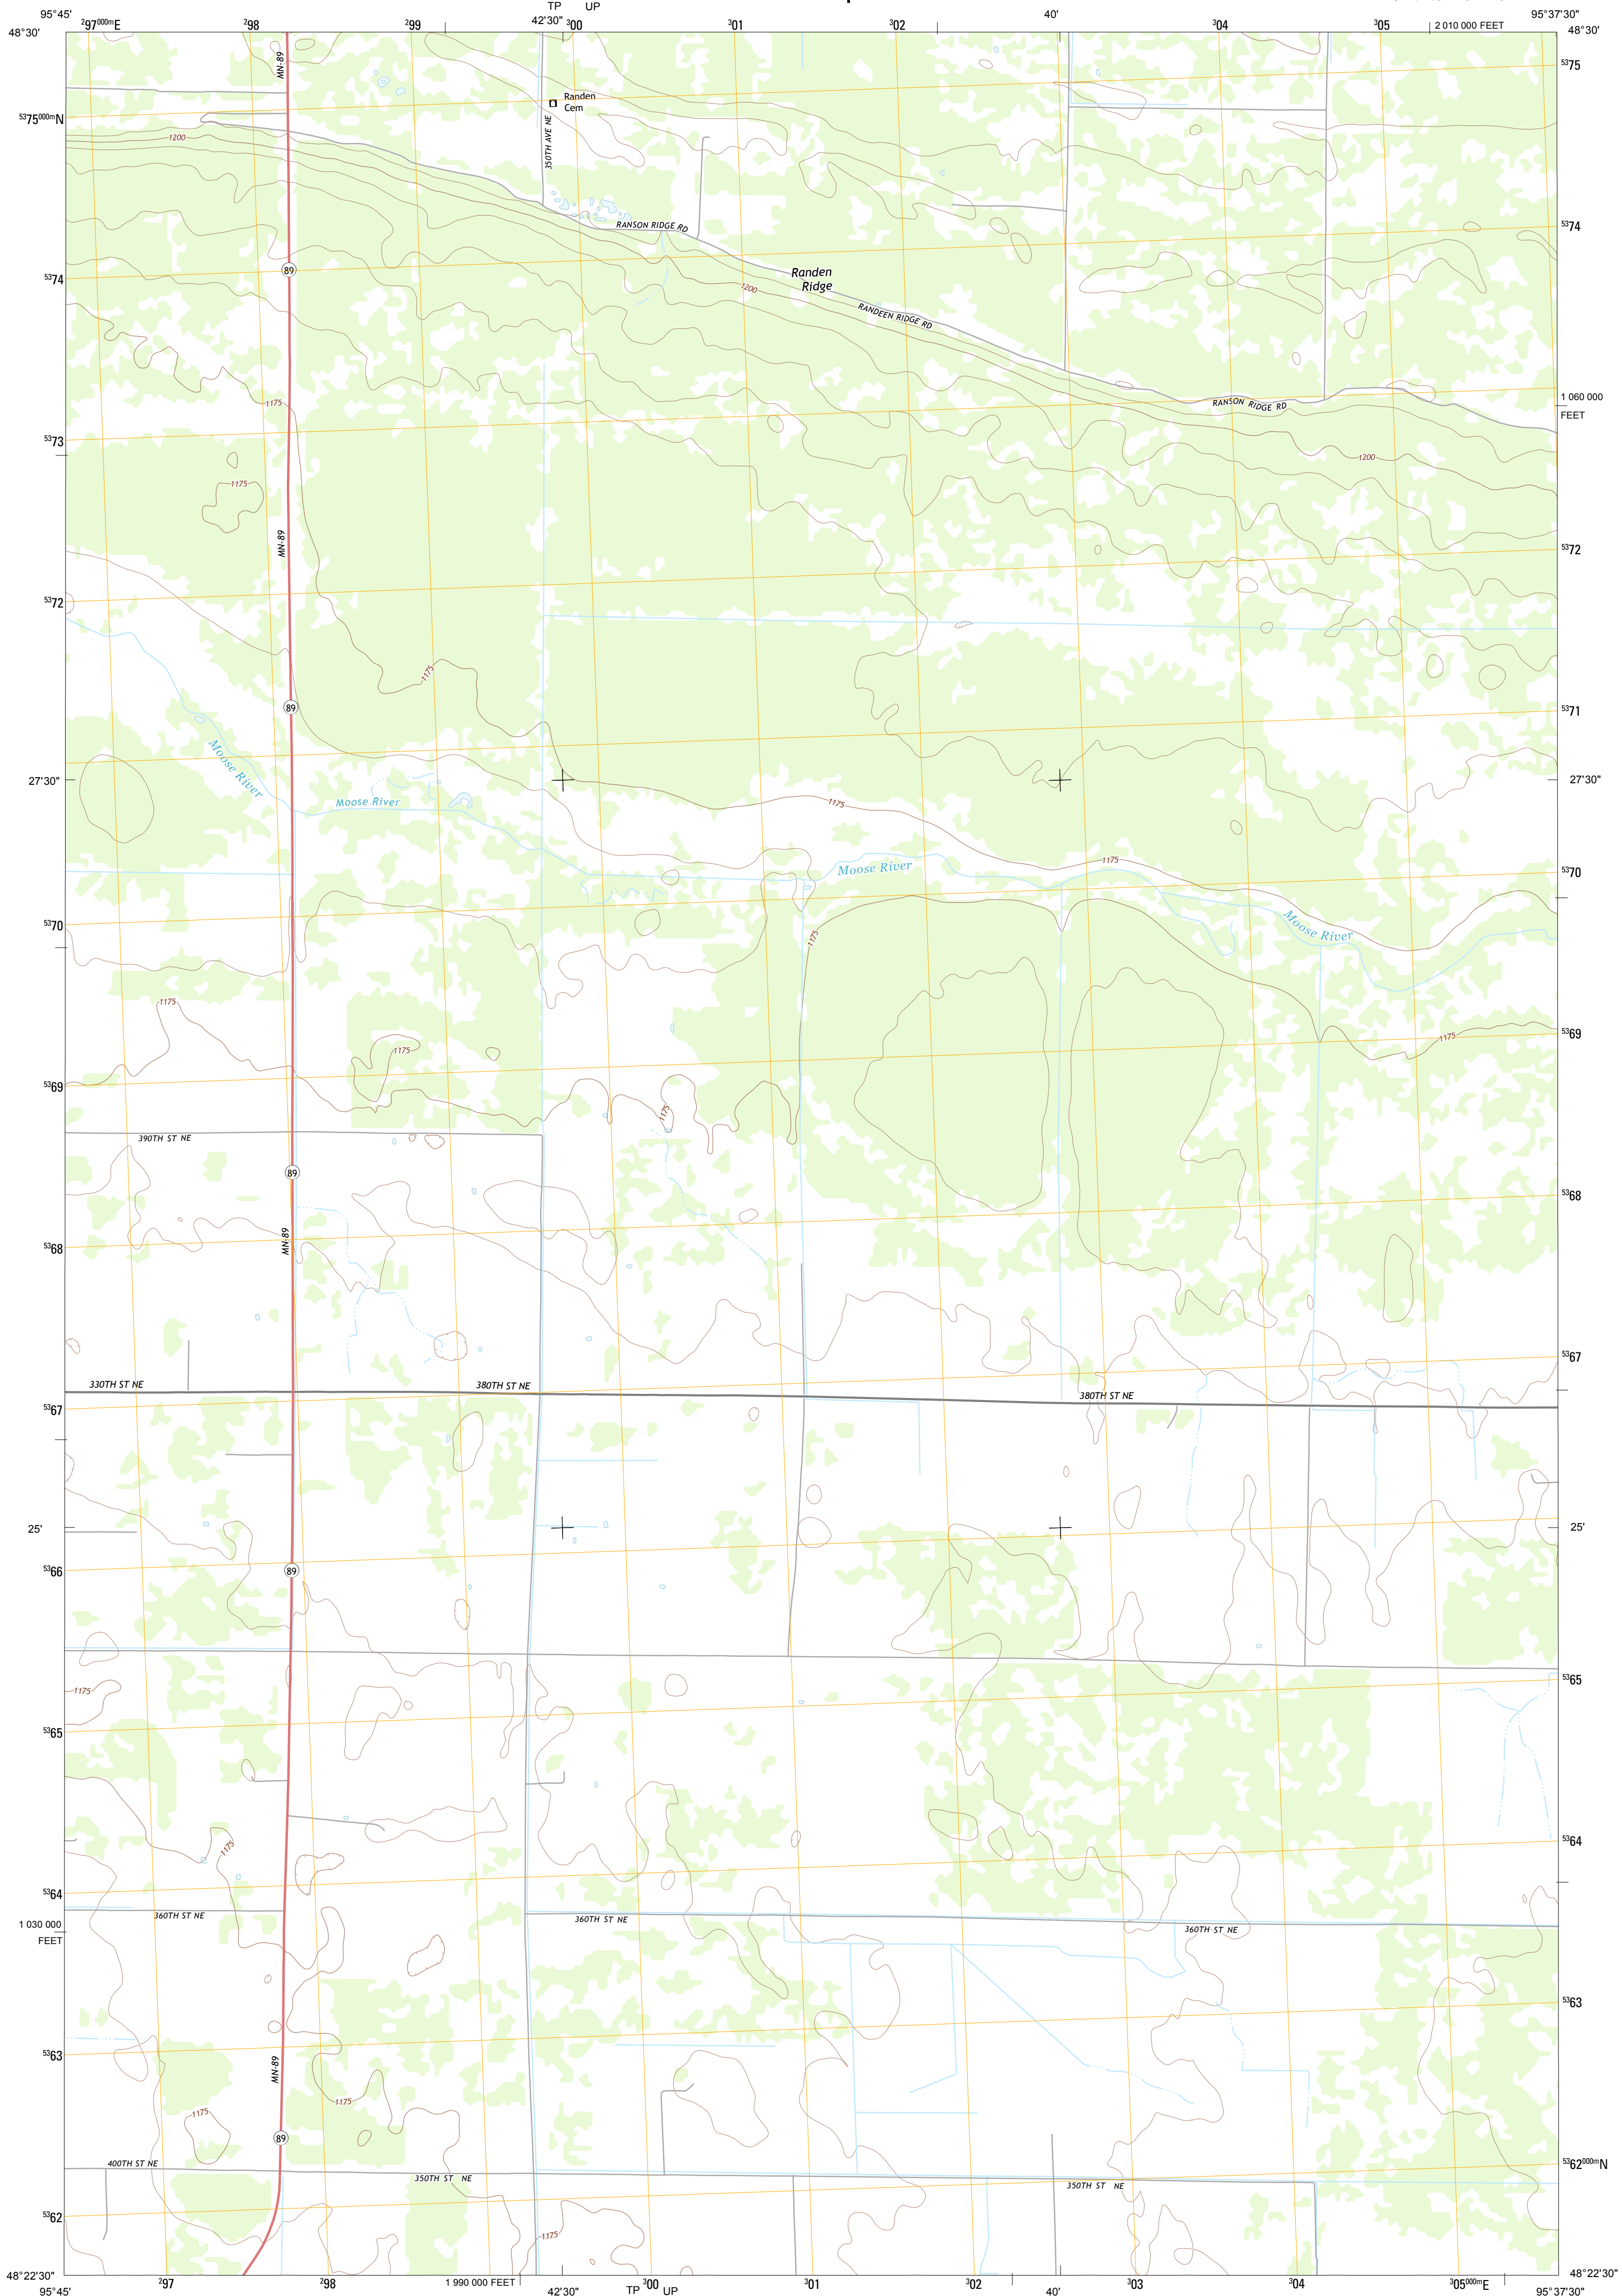 TP UP
95°45' 297000mE 298 299 42'30" 300 301 302 40' 304 305 2 010 000 FEET 95°37'30"
48°30' 48°30'
MN-89
5375
Randen
Cem
5375000mN
1200
350TH AVE NE
RANSON RIDGE RD
5374
89
5374
Randen
Ridge
1200
RANDEEN RIDGE RD
1 060 000
FEET
1175
RANSON RIDGE RD
5373
1200
1175
MN-89
5372
5372
1175
89
5371
Moose River
27'30" 27'30"
Moose River
1175
1175
Moose River
5370
Moose River
5370
1175
1175
5369
1175
1175
5369
1175
390TH ST NE
89
5368
MN-89
5368
5367
330TH ST NE
380TH ST NE
380TH ST NE
5367
25' 25'
5366
89
5365
1175
5365
5364
1175
5364
360TH ST NE
360TH ST NE
360TH ST NE
1 030 000
FEET
5363
5363
MN-89
1175
1175
89
400TH ST NE
350TH ST NE
350TH ST NE
5362000mN
5362
1175
48°22'30" 48°22'30"
95°45' 297 298 1 990 000 FEET 42'30" 300 301 302 40' 303 304 305000mE 95°37'30"
TP UP